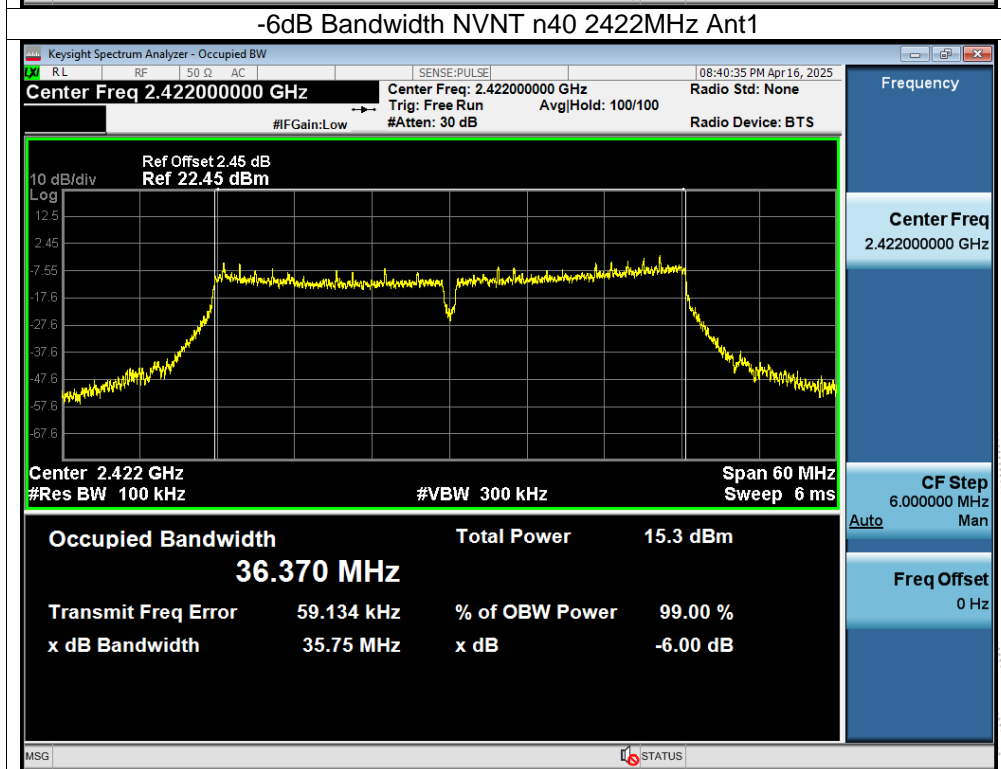 -6dB Bandwidth NVNT n40 2422MHz Ant1
Keysight Spectrum Analyzer - Occupied BW
LXI RL RF 50 Ω AC SENSE:PULSE 08:40:35 PM Apr 16, 2025
Center Freq 2.422000000 GHz
Center Freq: 2.422000000 GHz Radio Std: None
Trig: Free Run Avg|Hold: 100/100
#IFGain:Low #Atten: 30 dB Radio Device: BTS
Ref Offset 2.45 dB
10 dB/div Ref 22.45 dBm
Log
12.5
2.45
-7.55
-17.6
-27.6
-37.6
-47.6
-57.6
-67.6
Center 2.422 GHz Span 60 MHz
#Res BW 100 kHz #VBW 300 kHz Sweep 6 ms
Occupied Bandwidth Total Power 15.3 dBm
36.370 MHz
Transmit Freq Error 59.134 kHz % of OBW Power 99.00 %
x dB Bandwidth 35.75 MHz x dB -6.00 dB
Frequency
Center Freq
2.422000000 GHz
CF Step
6.000000 MHz
Auto Man
Freq Offset
0 Hz
MSG STATUS